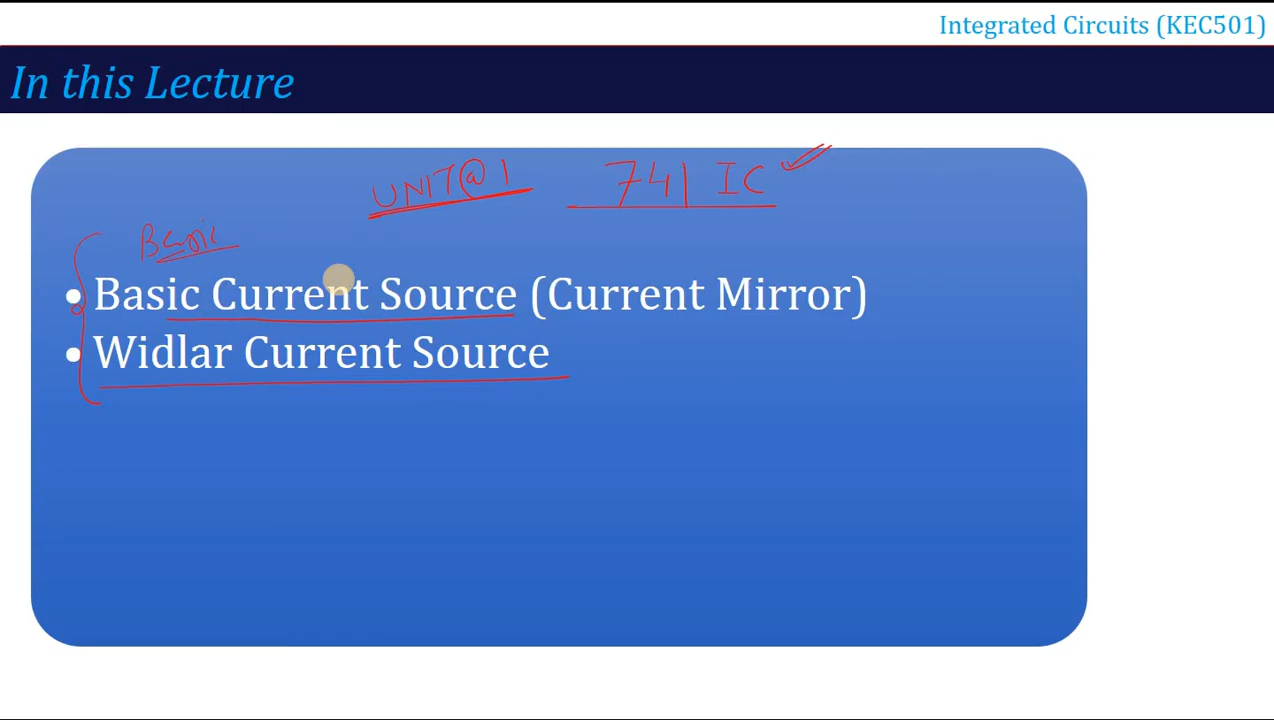 Integrated Circuits (KEC501)
In this Lecture
UNIT@1 741 IC
Basic
• Basic Current Source (Current Mirror)
• Widlar Current Source